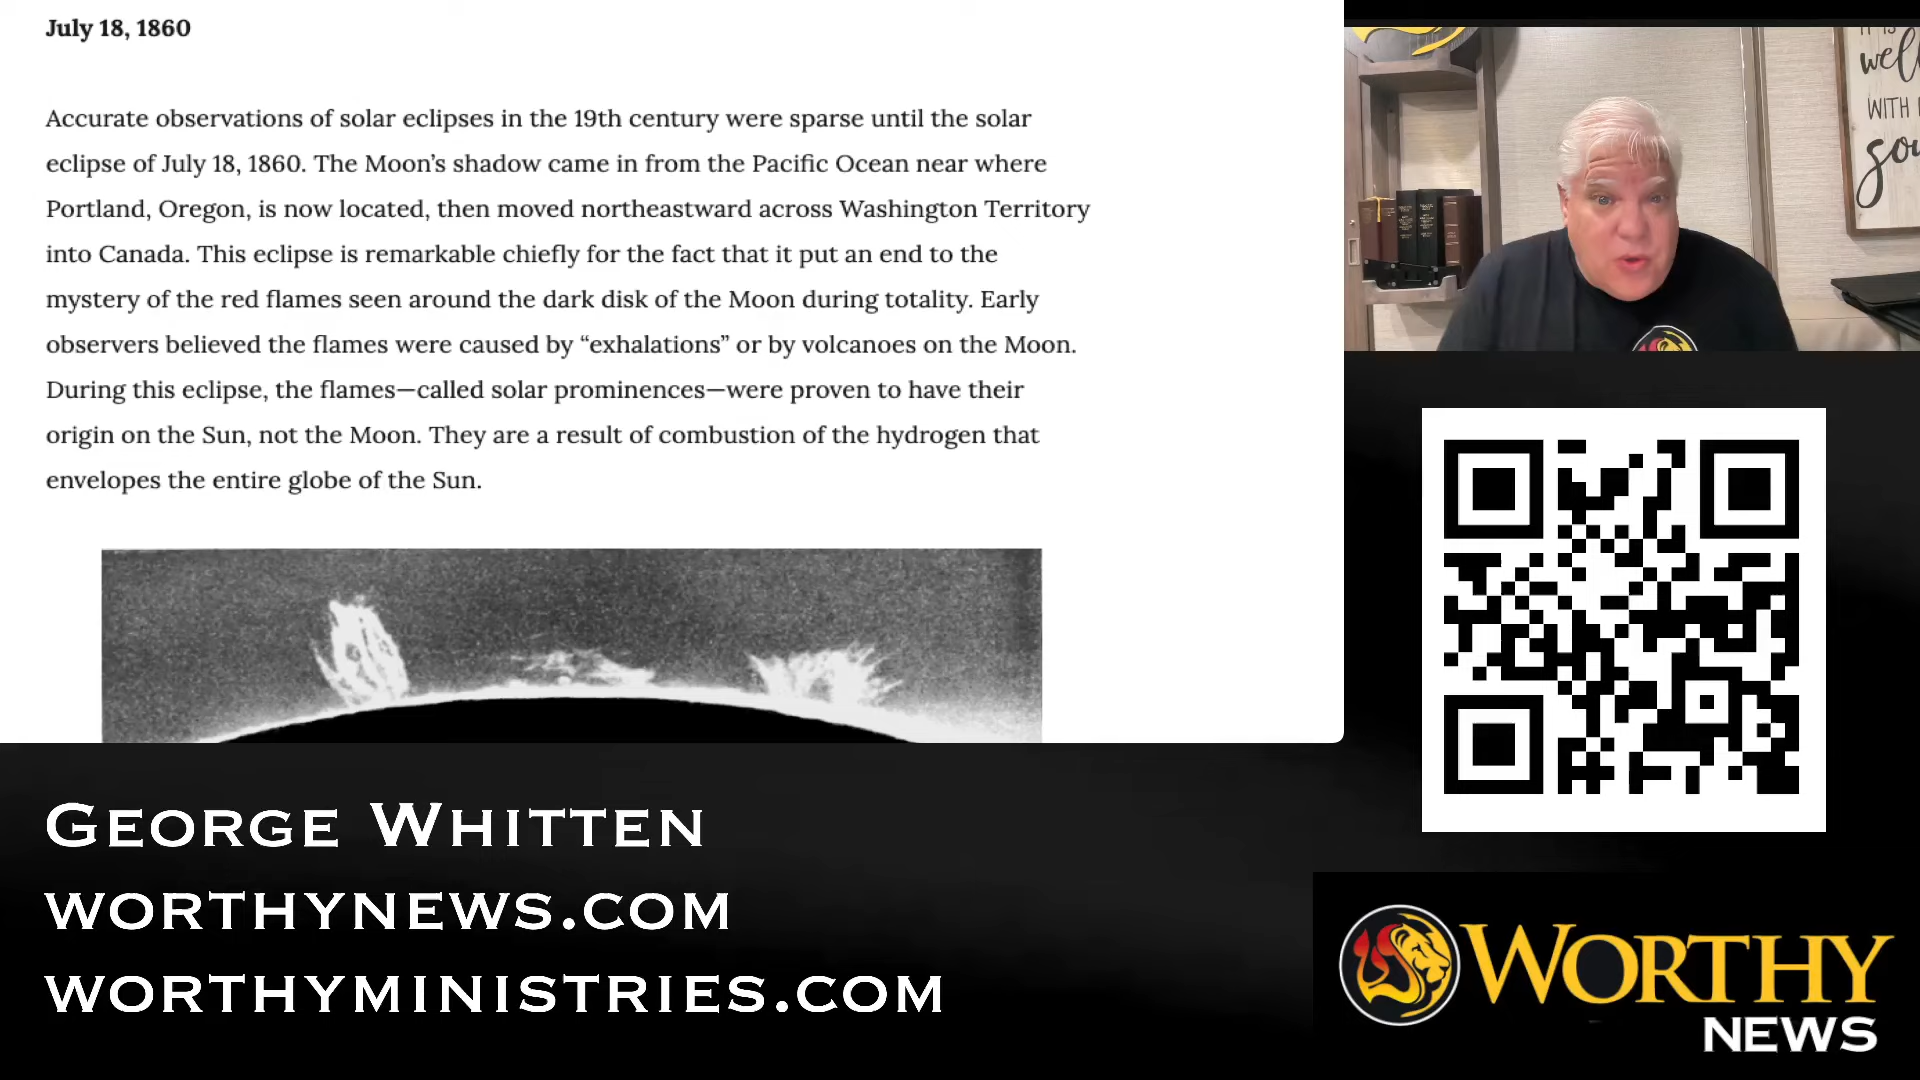 July 18, 1860
Accurate observations of solar eclipses in the 19th century were sparse until the solar
eclipse of July 18, 1860. The Moon’s shadow came in from the Pacific Ocean near where
Portland, Oregon, is now located, then moved northeastward across Washington Territory
into Canada. This eclipse is remarkable chiefly for the fact that it put an end to the
mystery of the red flames seen around the dark disk of the Moon during totality. Early
observers believed the flames were caused by “exhalations” or by volcanoes on the Moon.
During this eclipse, the flames—called solar prominences—were proven to have their
origin on the Sun, not the Moon. They are a result of combustion of the hydrogen that
envelopes the entire globe of the Sun.
IT IS
well
WITH
sou
GEORGE WHITTEN
WORTHYNEWS.COM
WORTHYMINISTRIES.COM
WORTHY
NEWS